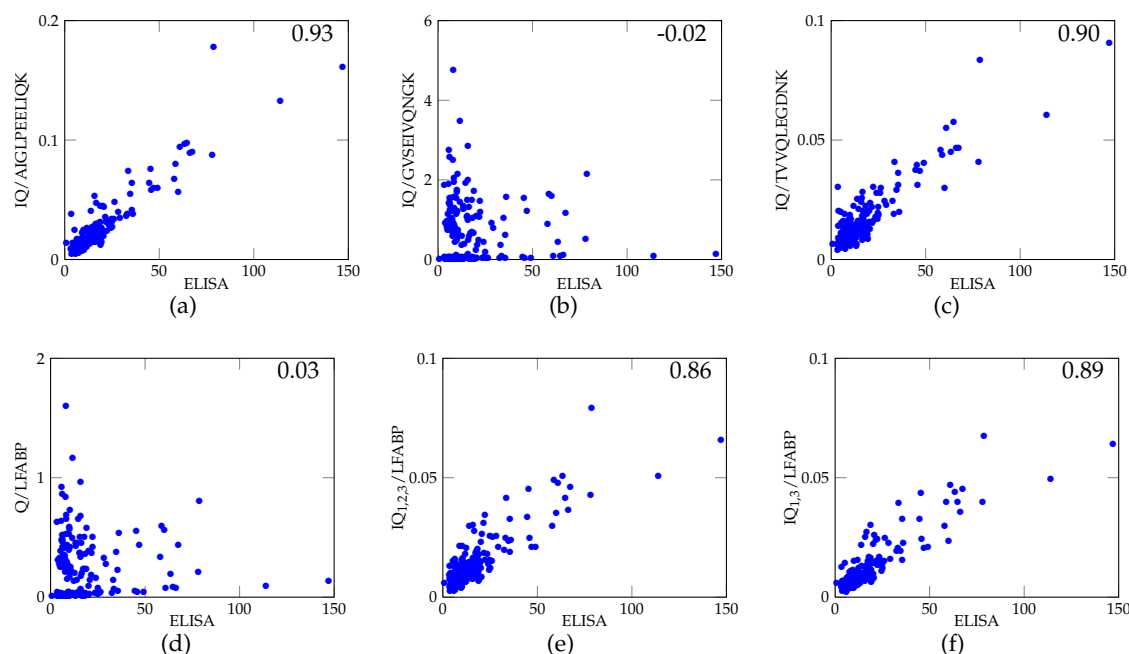 0.93
0.2
0.1
0
0 50 100 150
IQ/AIGLPEELIQK
ELISA
(a)
-0.02
6
4
2
0
0 50 100 150
IQ/GVSEIVQNGK
ELISA
(b)
0.90
0.1
0.05
0
0 50 100 150
IQ/TVVQLEGDNK
ELISA
(c)
0.03
2
1
0
0 50 100 150
Q/LFABP
ELISA
(d)
0.86
0.1
0.05
0
0 50 100 150
IQ1,2,3/LFABP
ELISA
(e)
0.89
0.1
0.05
0
0 50 100 150
IQ1,3/LFABP
ELISA
(f)